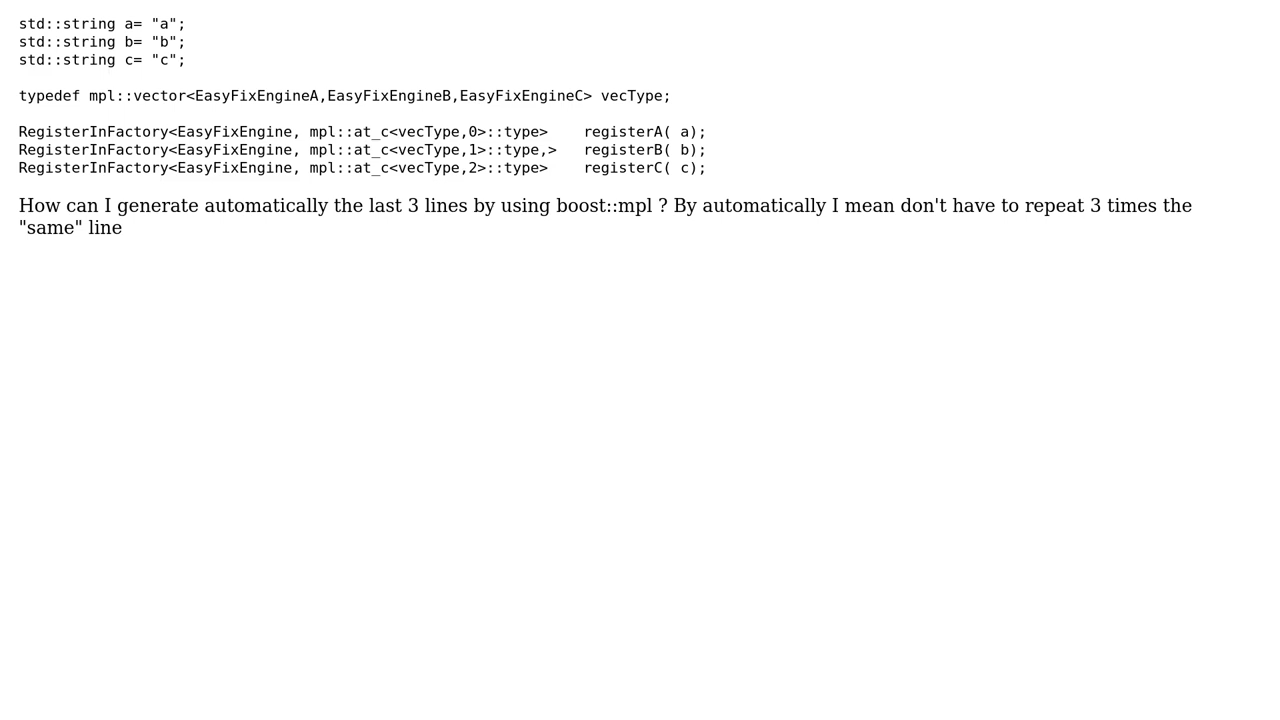 std::string a= "a";
std::string b= "b";
std::string c= "c";
typedef mpl::vector<EasyFixEngineA,EasyFixEngineB,EasyFixEngineC> vecType;
RegisterInFactory<EasyFixEngine, mpl::at_c<vecType,0>::type>    registerA( a);
RegisterInFactory<EasyFixEngine, mpl::at_c<vecType,1>::type,>   registerB( b);
RegisterInFactory<EasyFixEngine, mpl::at_c<vecType,2>::type>    registerC( c);
How can I generate automatically the last 3 lines by using boost::mpl ? By automatically I mean don't have to repeat 3 times the
"same" line